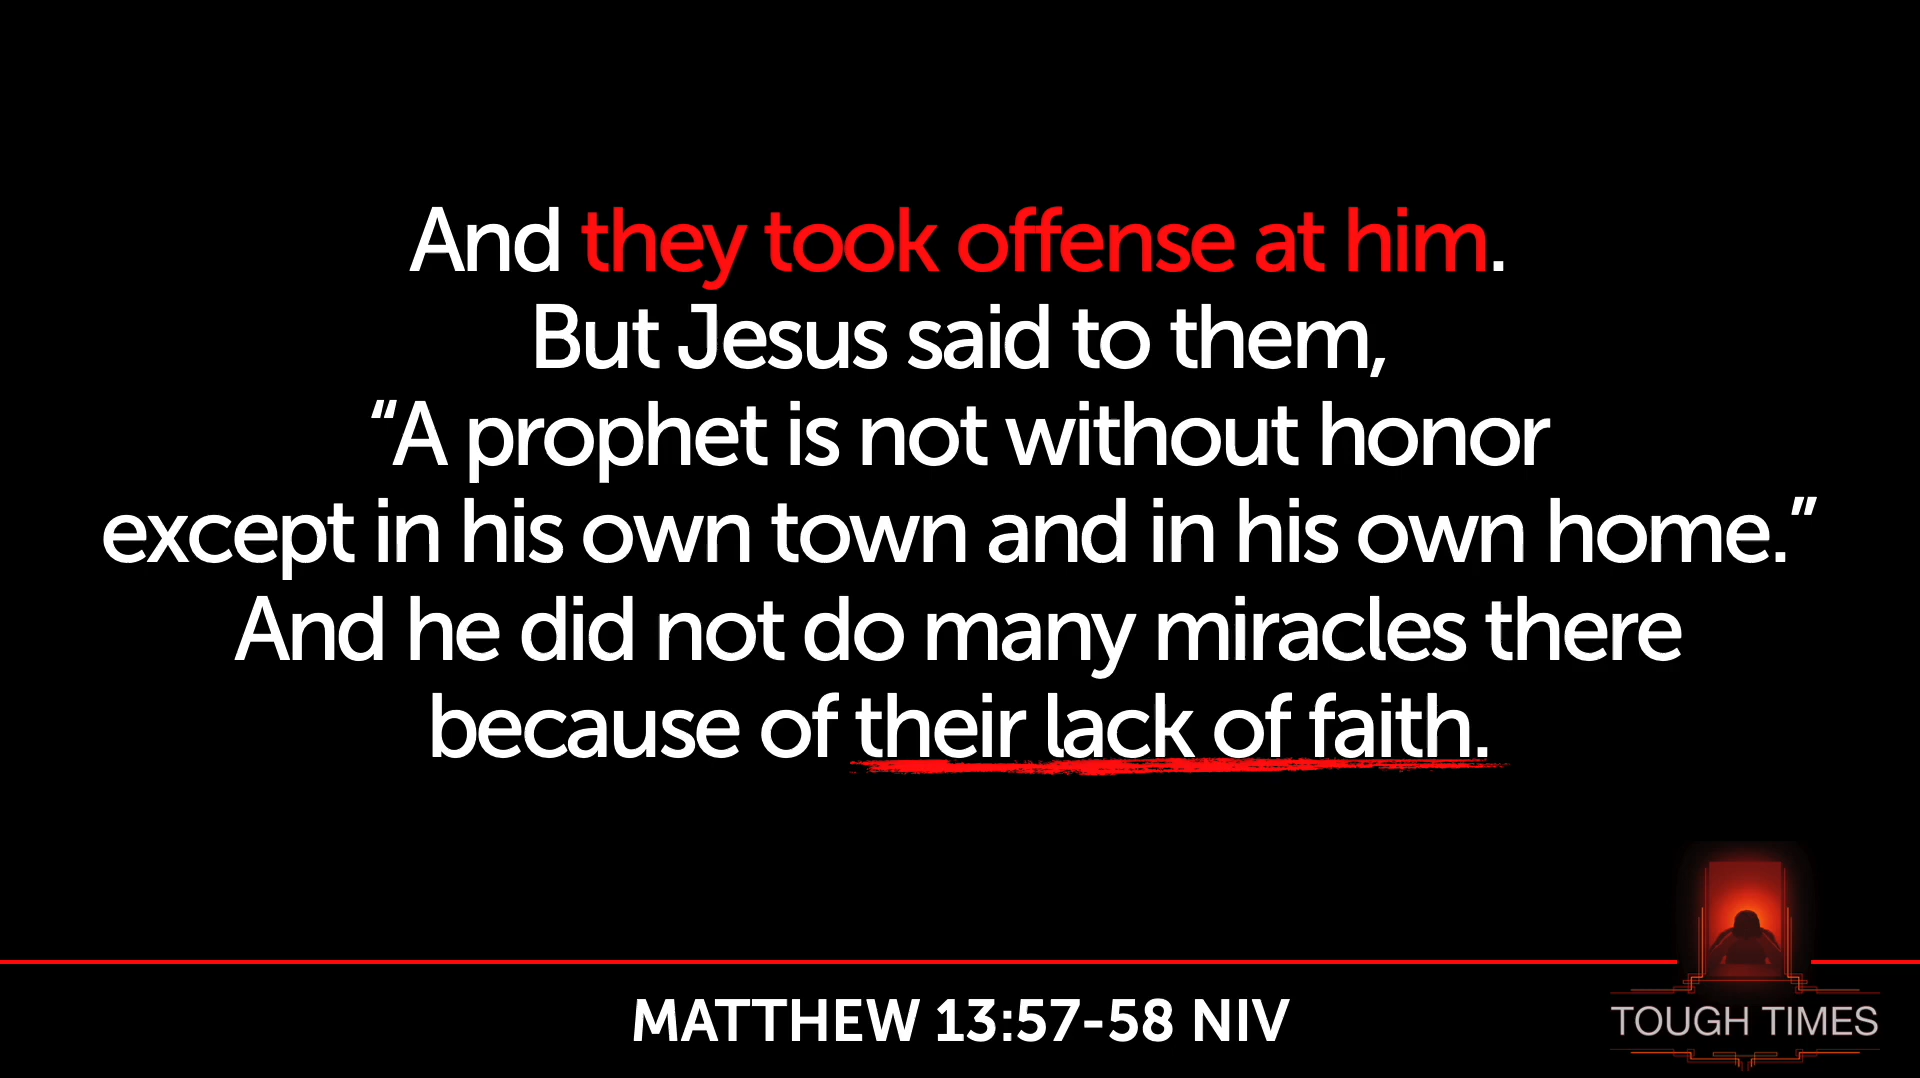 And they took offense at him.
But Jesus said to them,
“A prophet is not without honor
except in his own town and in his own home.”
And he did not do many miracles there
because of their lack of faith.
MATTHEW 13:57-58 NIV
TOUGH TIMES